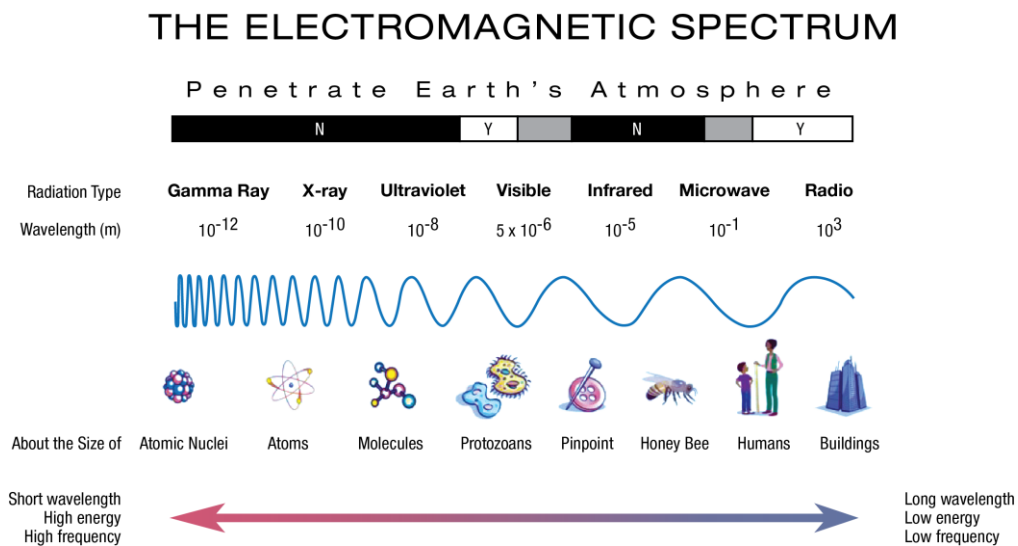 THE ELECTROMAGNETIC SPECTRUM
Penetrate Earth's Atmosphere
N Y N Y
Radiation Type Gamma Ray X-ray Ultraviolet Visible Infrared Microwave Radio
Wavelength (m) 10⁻¹² 10⁻¹⁰ 10⁻⁸ 5 x 10⁻⁶ 10⁻⁵ 10⁻¹ 10³
About the Size of Atomic Nuclei Atoms Molecules Protozoans Pinpoint Honey Bee Humans Buildings
Short wavelength
High energy
High frequency
Long wavelength
Low energy
Low frequency